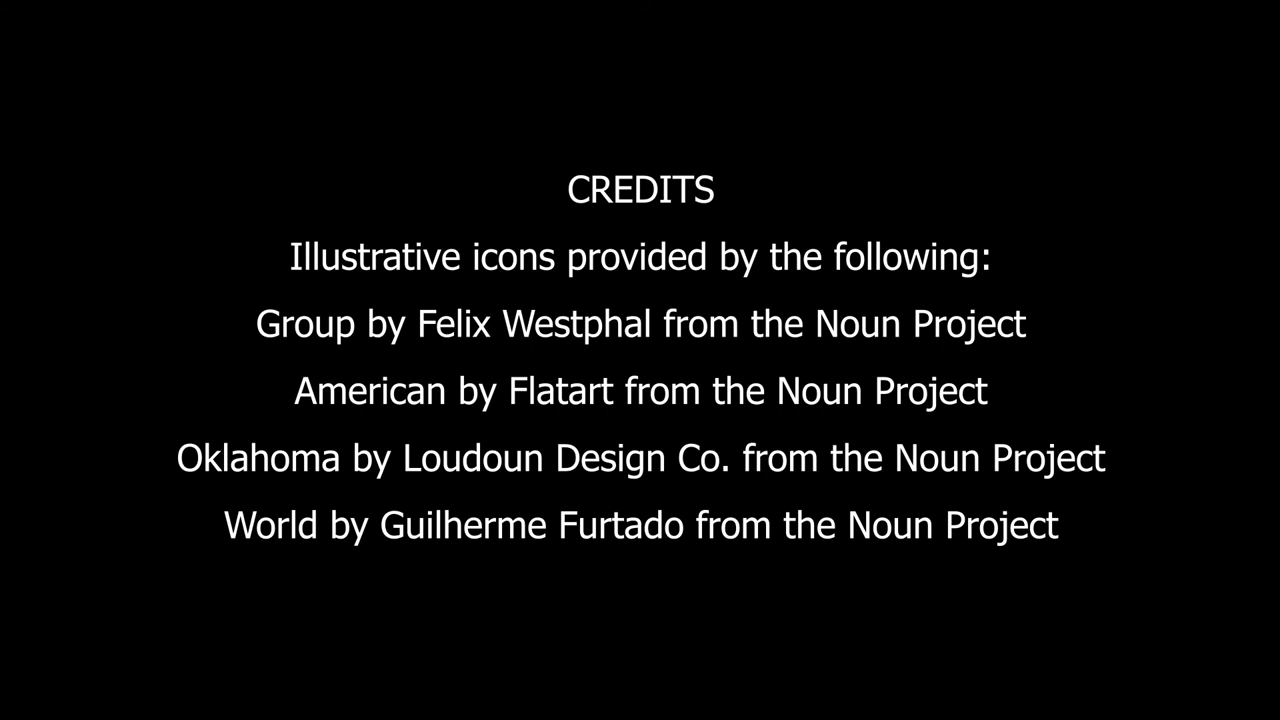 CREDITS
Illustrative icons provided by the following:
Group by Felix Westphal from the Noun Project
American by Flatart from the Noun Project
Oklahoma by Loudoun Design Co. from the Noun Project
World by Guilherme Furtado from the Noun Project